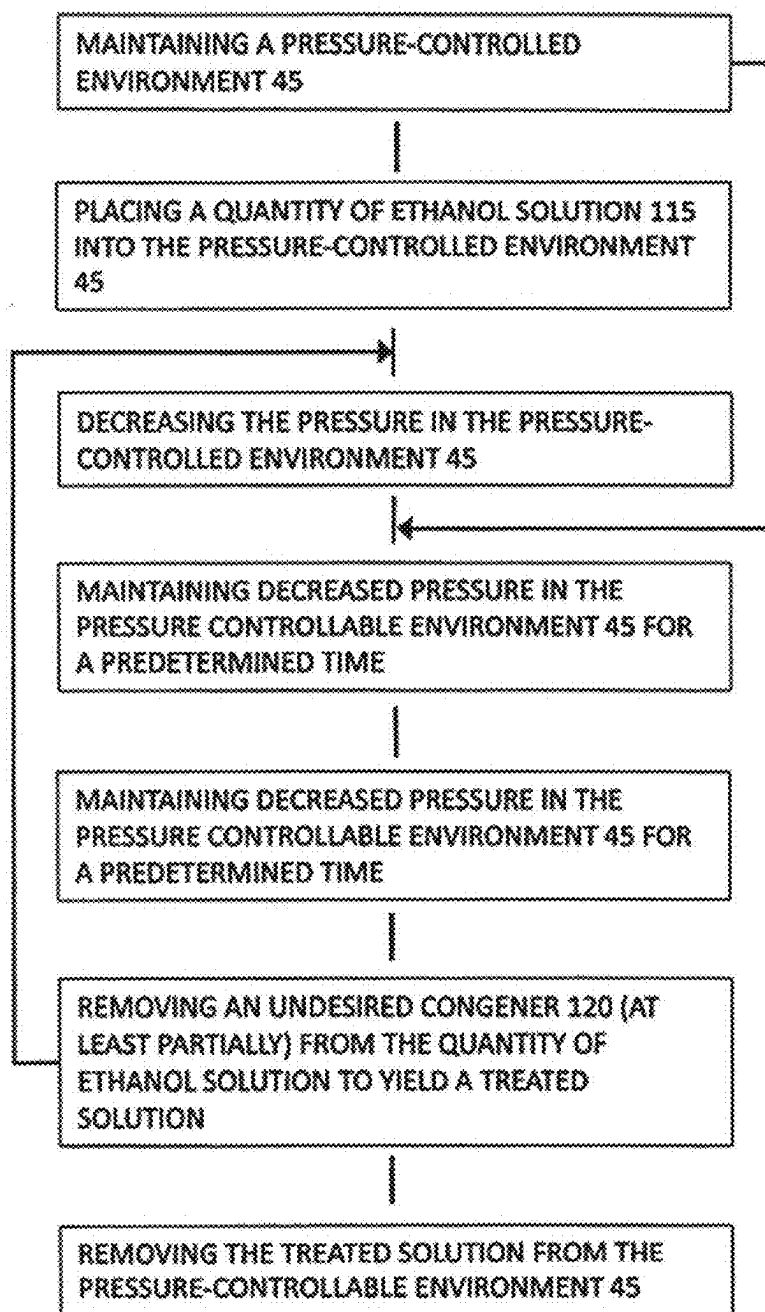 MAINTAINING A PRESSURE-CONTROLLED
ENVIRONMENT 45
PLACING A QUANTITY OF ETHANOL SOLUTION 115
INTO THE PRESSURE-CONTROLLED ENVIRONMENT
45
DECREASING THE PRESSURE IN THE PRESSURE-
CONTROLLED ENVIRONMENT 45
MAINTAINING DECREASED PRESSURE IN THE
PRESSURE CONTROLLABLE ENVIRONMENT 45 FOR
A PREDETERMINED TIME
MAINTAINING DECREASED PRESSURE IN THE
PRESSURE CONTROLLABLE ENVIRONMENT 45 FOR
A PREDETERMINED TIME
REMOVING AN UNDESIRED CONGENER 120 (AT
LEAST PARTIALLY) FROM THE QUANTITY OF
ETHANOL SOLUTION TO YIELD A TREATED
SOLUTION
REMOVING THE TREATED SOLUTION FROM THE
PRESSURE-CONTROLLABLE ENVIRONMENT 45